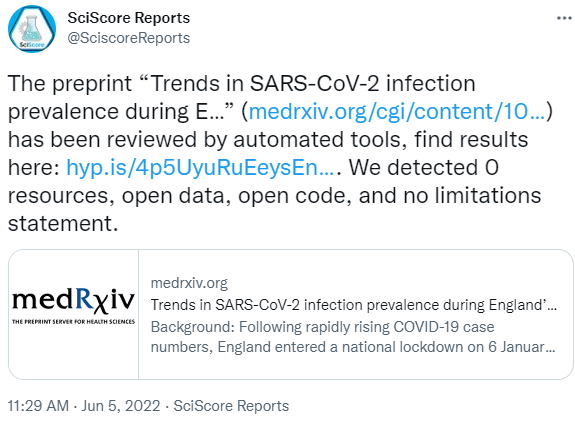 SciScore Reports
@SciscoreReports
SciScore
The preprint “Trends in SARS-CoV-2 infection
prevalence during E...” (medrxiv.org/cgi/content/10...)
has been reviewed by automated tools, find results
here: hyp.is/4p5UyuRuEeysEn.... We detected 0
resources, open data, open code, and no limitations
statement.
medRxiv
THE PREPRINT SERVER FOR HEALTH SCIENCES
medrxiv.org
Trends in SARS-CoV-2 infection prevalence during England’...
Background: Following rapidly rising COVID-19 case
numbers, England entered a national lockdown on 6 Januar...
11:29 AM · Jun 5, 2022 · SciScore Reports